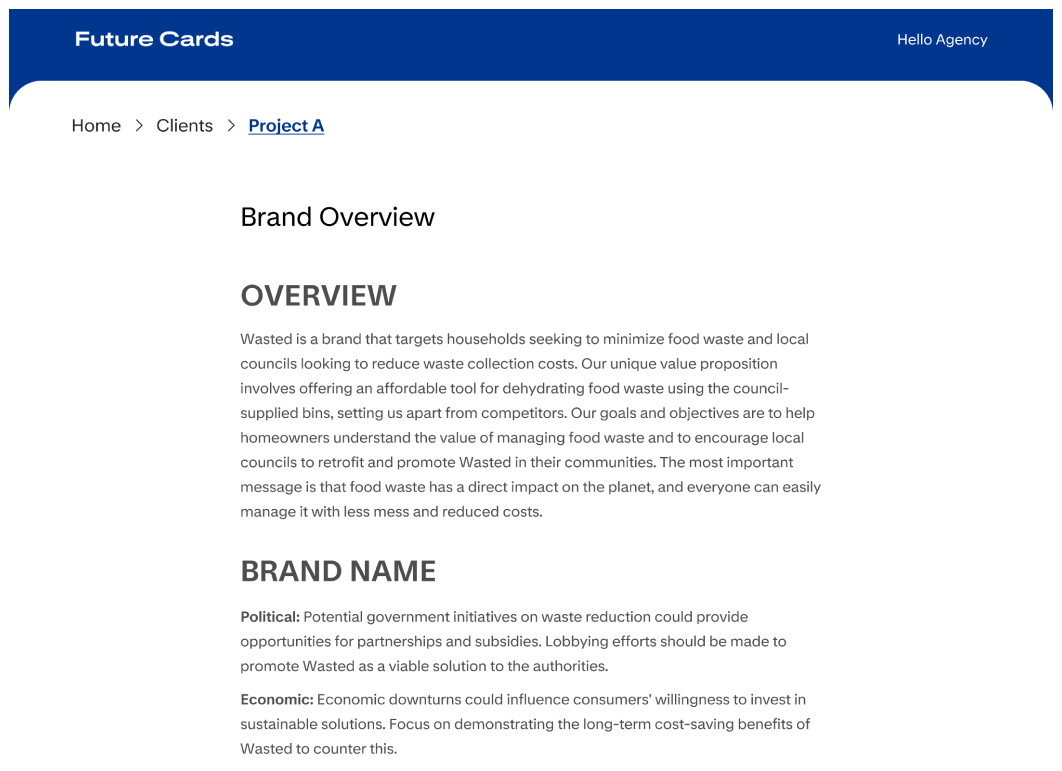 Future Cards
Hello Agency
Home > Clients > Project A
Brand Overview
OVERVIEW
Wasted is a brand that targets households seeking to minimize food waste and local
councils looking to reduce waste collection costs. Our unique value proposition
involves offering an affordable tool for dehydrating food waste using the council-
supplied bins, setting us apart from competitors. Our goals and objectives are to help
homeowners understand the value of managing food waste and to encourage local
councils to retrofit and promote Wasted in their communities. The most important
message is that food waste has a direct impact on the planet, and everyone can easily
manage it with less mess and reduced costs.
BRAND NAME
Political: Potential government initiatives on waste reduction could provide
opportunities for partnerships and subsidies. Lobbying efforts should be made to
promote Wasted as a viable solution to the authorities.
Economic: Economic downturns could influence consumers' willingness to invest in
sustainable solutions. Focus on demonstrating the long-term cost-saving benefits of
Wasted to counter this.